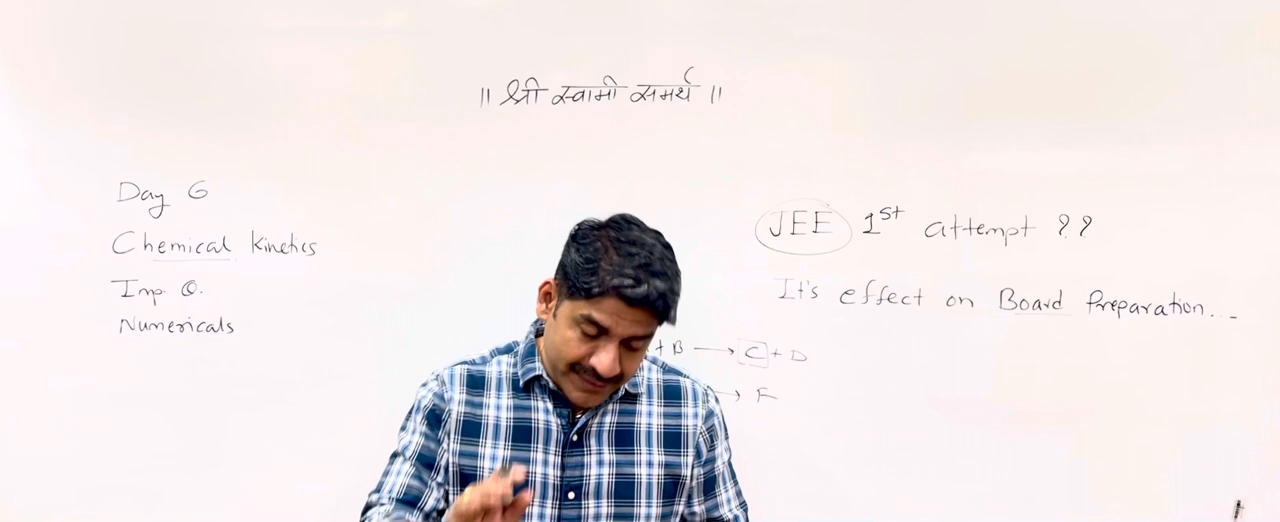 ॥ श्री स्वामी समर्थ ॥
Day 6
Chemical Kinetics
Imp. Q.
Numericals
JEE 1st attempt ??
It's effect on Board Preparation...
+ B → C + D
→ F